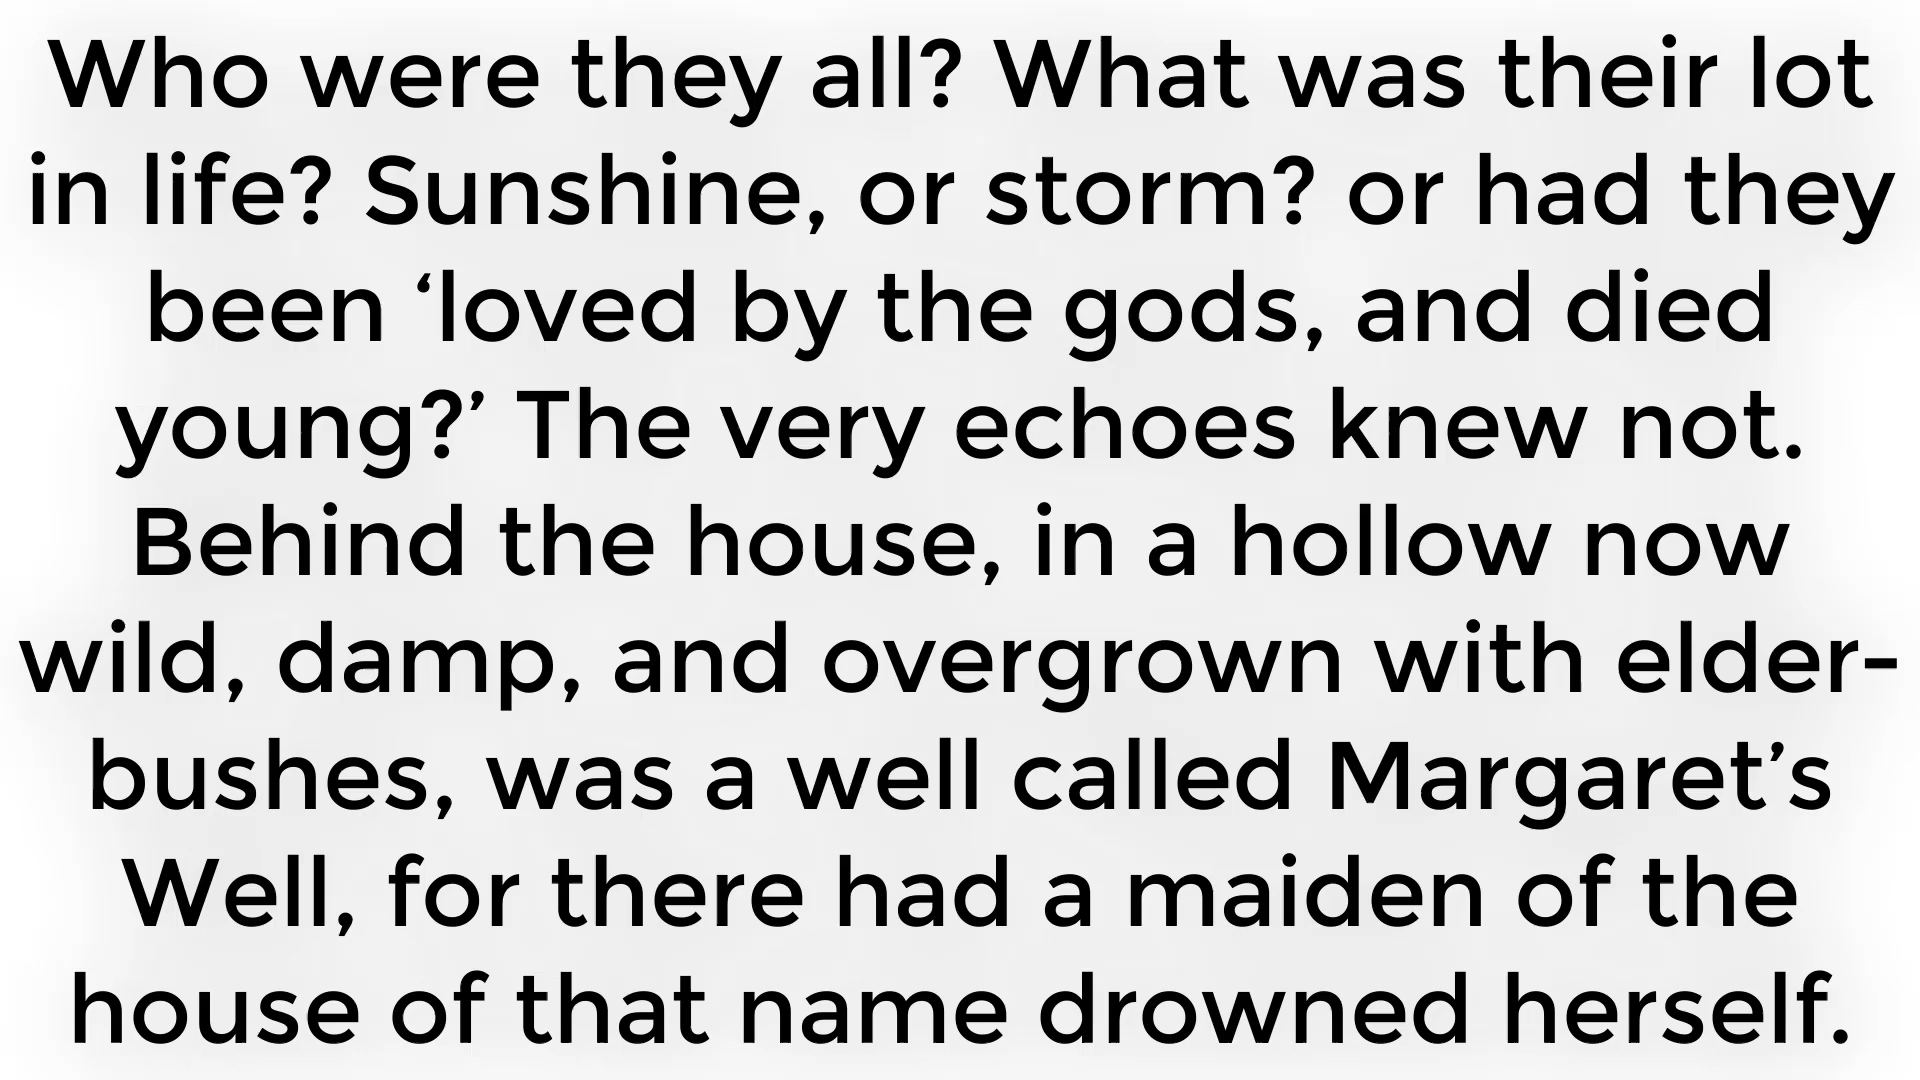 Who were they all? What was their lot
in life? Sunshine, or storm? or had they
been ‘loved by the gods, and died
young?’ The very echoes knew not.
Behind the house, in a hollow now
wild, damp, and overgrown with elder-
bushes, was a well called Margaret’s
Well, for there had a maiden of the
house of that name drowned herself.